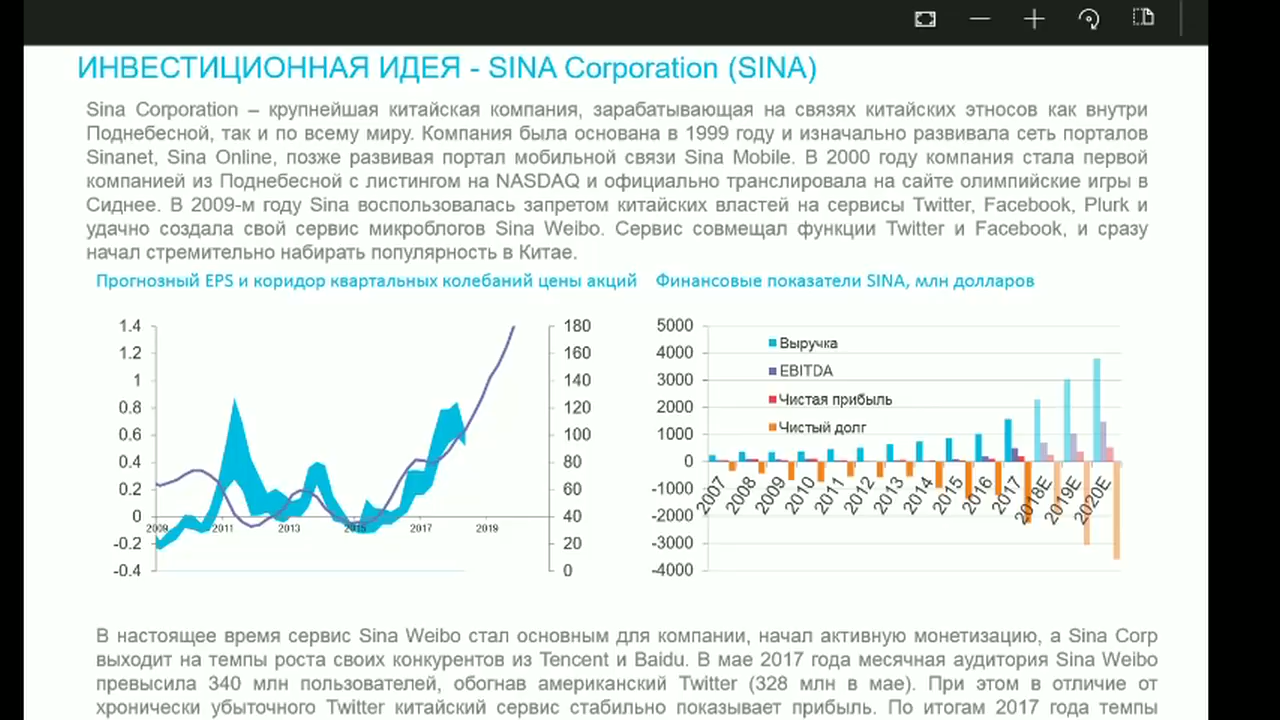 ИНВЕСТИЦИОННАЯ ИДЕЯ - SINA Corporation (SINA)
Sina Corporation – крупнейшая китайская компания, зарабатывающая на связях китайских этносов как внутри
Поднебесной, так и по всему миру. Компания была основана в 1999 году и изначально развивала сеть порталов
Sinanet, Sina Online, позже развивая портал мобильной связи Sina Mobile. В 2000 году компания стала первой
компанией из Поднебесной с листингом на NASDAQ и официально транслировала на сайте олимпийские игры в
Сиднее. В 2009-м году Sina воспользовалась запретом китайских властей на сервисы Twitter, Facebook, Plurk и
удачно создала свой сервис микроблогов Sina Weibo. Сервис совмещал функции Twitter и Facebook, и сразу
начал стремительно набирать популярность в Китае.
Прогнозный EPS и коридор квартальных колебаний цены акций
1.4
1.2
1
0.8
0.6
0.4
0.2
0
-0.2
-0.4
2009 2011 2013 2015 2017 2019
180
160
140
120
100
80
60
40
20
0
Финансовые показатели SINA, млн долларов
5000
4000
3000
2000
1000
0
-1000
-2000
-3000
-4000
Выручка
EBITDA
Чистая прибыль
Чистый долг
2007 2008 2009 2010 2011 2012 2013 2014 2015 2016 2017 2018E 2019E 2020E
В настоящее время сервис Sina Weibo стал основным для компании, начал активную монетизацию, а Sina Corp
выходит на темпы роста своих конкурентов из Tencent и Baidu. В мае 2017 года месячная аудитория Sina Weibo
превысила 340 млн пользователей, обогнав американский Twitter (328 млн в мае). При этом в отличие от
хронически убыточного Twitter китайский сервис стабильно показывает прибыль. По итогам 2017 года темпы